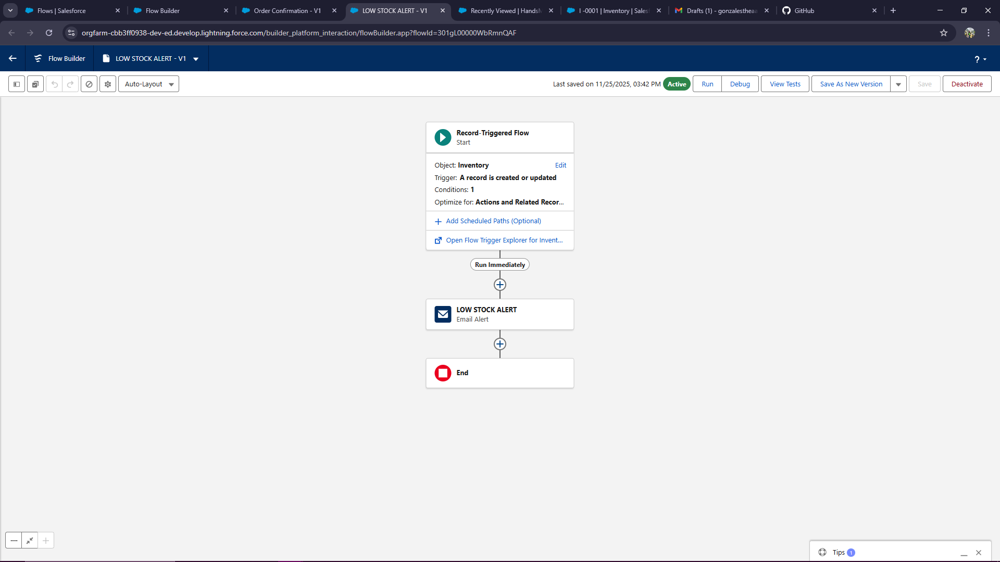 Flows | Salesforce
Flow Builder
Order Confirmation - V1
LOW STOCK ALERT - V1
Recently Viewed | HandsM
I -0001 | Inventory | Salesf
Drafts (1) - gonzalestheaa
GitHub
orgfarm-cbb3ff0938-dev-ed.develop.lightning.force.com/builder_platform_interaction/flowBuilder.app?flowId=301gL00000WbRmnQAF
Flow Builder
LOW STOCK ALERT - V1
?
Auto-Layout
Last saved on 11/25/2025, 03:42 PM
Active
Run
Debug
View Tests
Save As New Version
Save
Deactivate
Record-Triggered Flow
Start
Object: Inventory
Edit
Trigger: A record is created or updated
Conditions: 1
Optimize for: Actions and Related Recor...
Add Scheduled Paths (Optional)
Open Flow Trigger Explorer for Invent...
Run Immediately
LOW STOCK ALERT
Email Alert
End
Tips 1